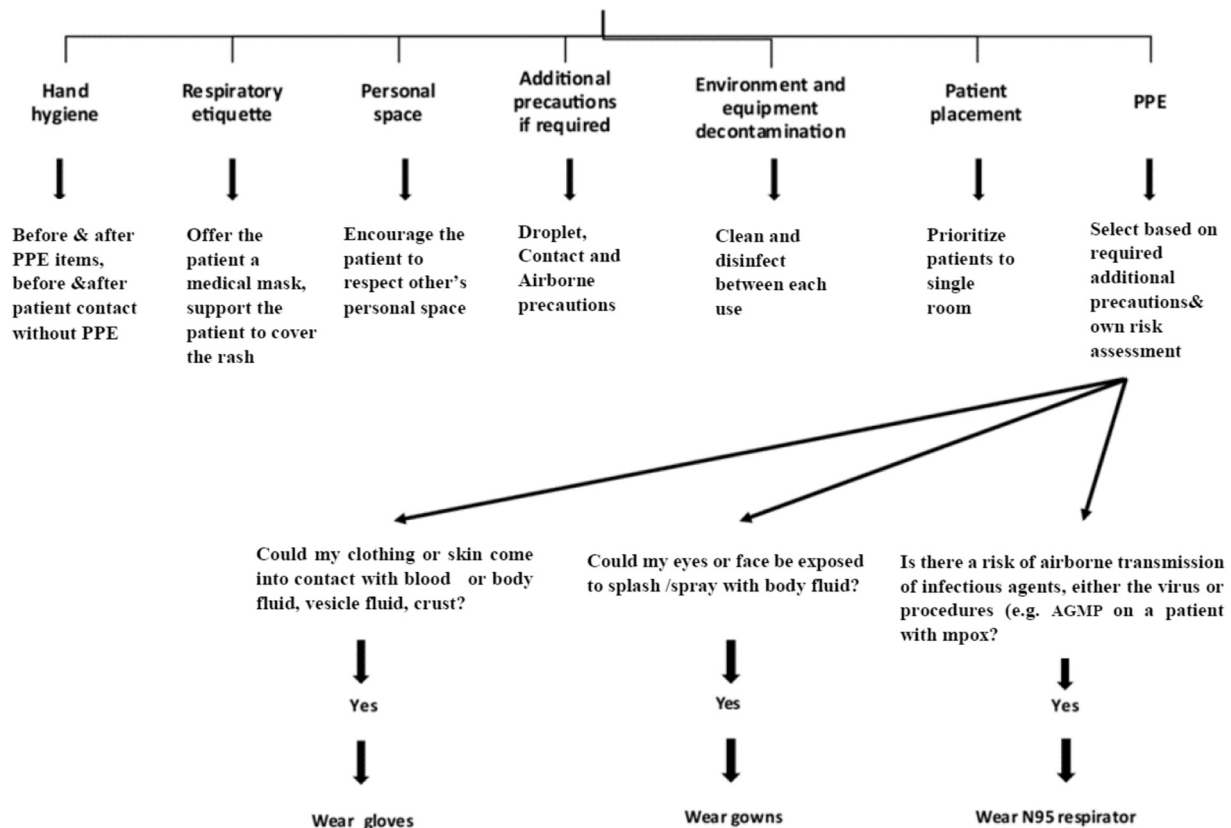 Hand
hygiene
Respiratory
etiquette
Personal
space
Additional
precautions
if required
Environment and
equipment
decontamination
Patient
placement
PPE
Before & after
PPE items,
before &after
patient contact
without PPE
Offer the
patient a
medical mask,
support the
patient to cover
the rash
Encourage the
patient to
respect other's
personal space
Droplet,
Contact and
Airborne
precautions
Clean and
disinfect
between each
use
Prioritize
patients to
single
room
Select based on
required
additional
precautions&
own risk
assessment
Could my clothing or skin come
into contact with blood or body
fluid, vesicle fluid, crust?
Could my eyes or face be exposed
to splash /spray with body fluid?
Is there a risk of airborne transmission
of infectious agents, either the virus or
procedures (e.g. AGMP on a patient
with mpox?
Yes
Yes
Yes
Wear gloves
Wear gowns
Wear N95 respirator